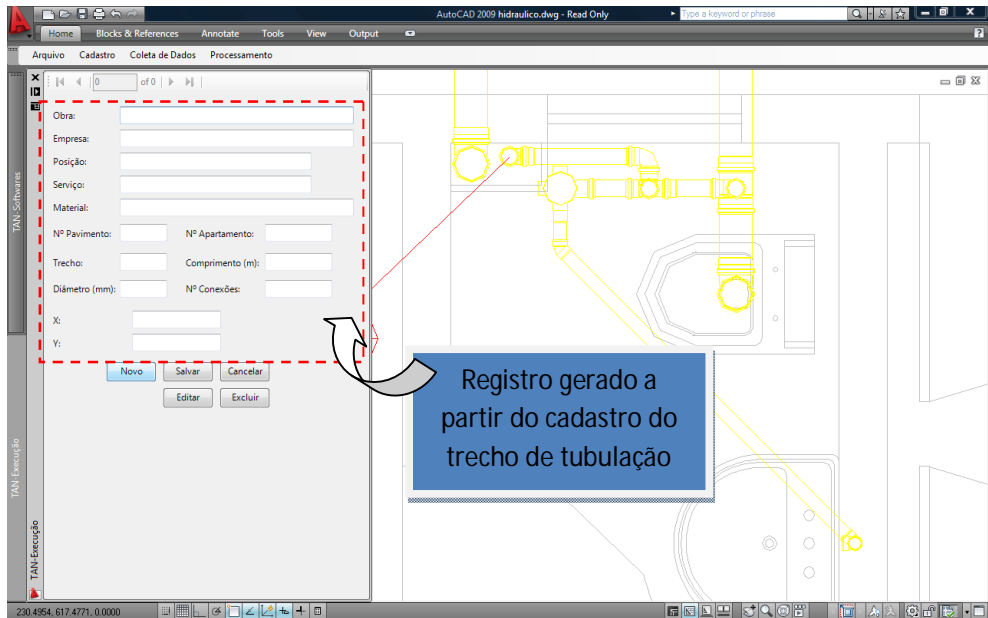 AutoCAD 2009 hidraulico.dwg - Read Only
Type a keyword or phrase
Home Blocks & References Annotate Tools View Output
Arquivo Cadastro Coleta de Dados Processamento
0 of 0
Obra:
Empresa:
Posição:
Serviço:
Material:
Nº Pavimento: Nº Apartamento:
Trecho: Comprimento (m):
Diâmetro (mm): Nº Conexões:
X:
Y:
Novo Salvar Cancelar
Editar Excluir
TAN-Softwares
TAN-Execução
TAN-Execução
Registro gerado a
partir do cadastro do
trecho de tubulação
230.4954, 617.4771, 0.0000